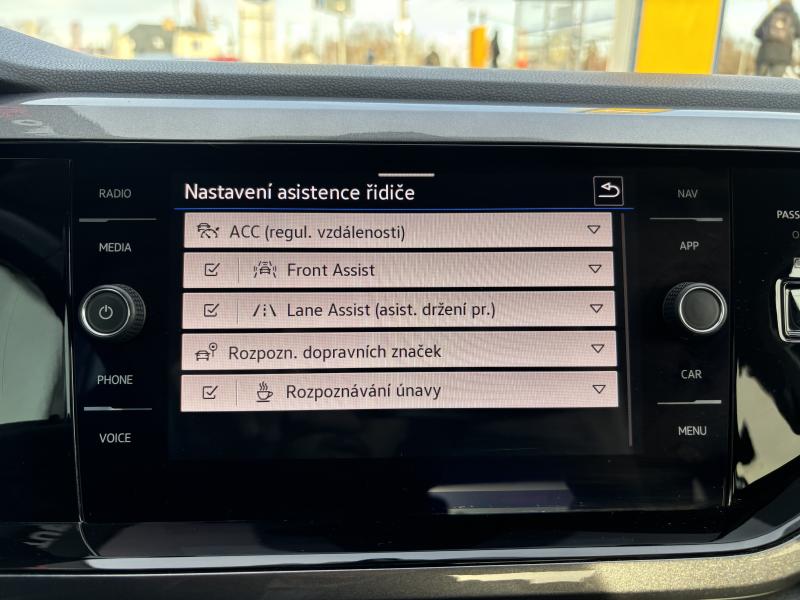 RADIO
MEDIA
PHONE
VOICE
Nastavení asistence řidiče
ACC (regul. vzdálenosti)
Front Assist
Lane Assist (asist. držení pr.)
Rozpozn. dopravních značek
Rozpoznávání únavy
NAV
APP
CAR
MENU
PASS